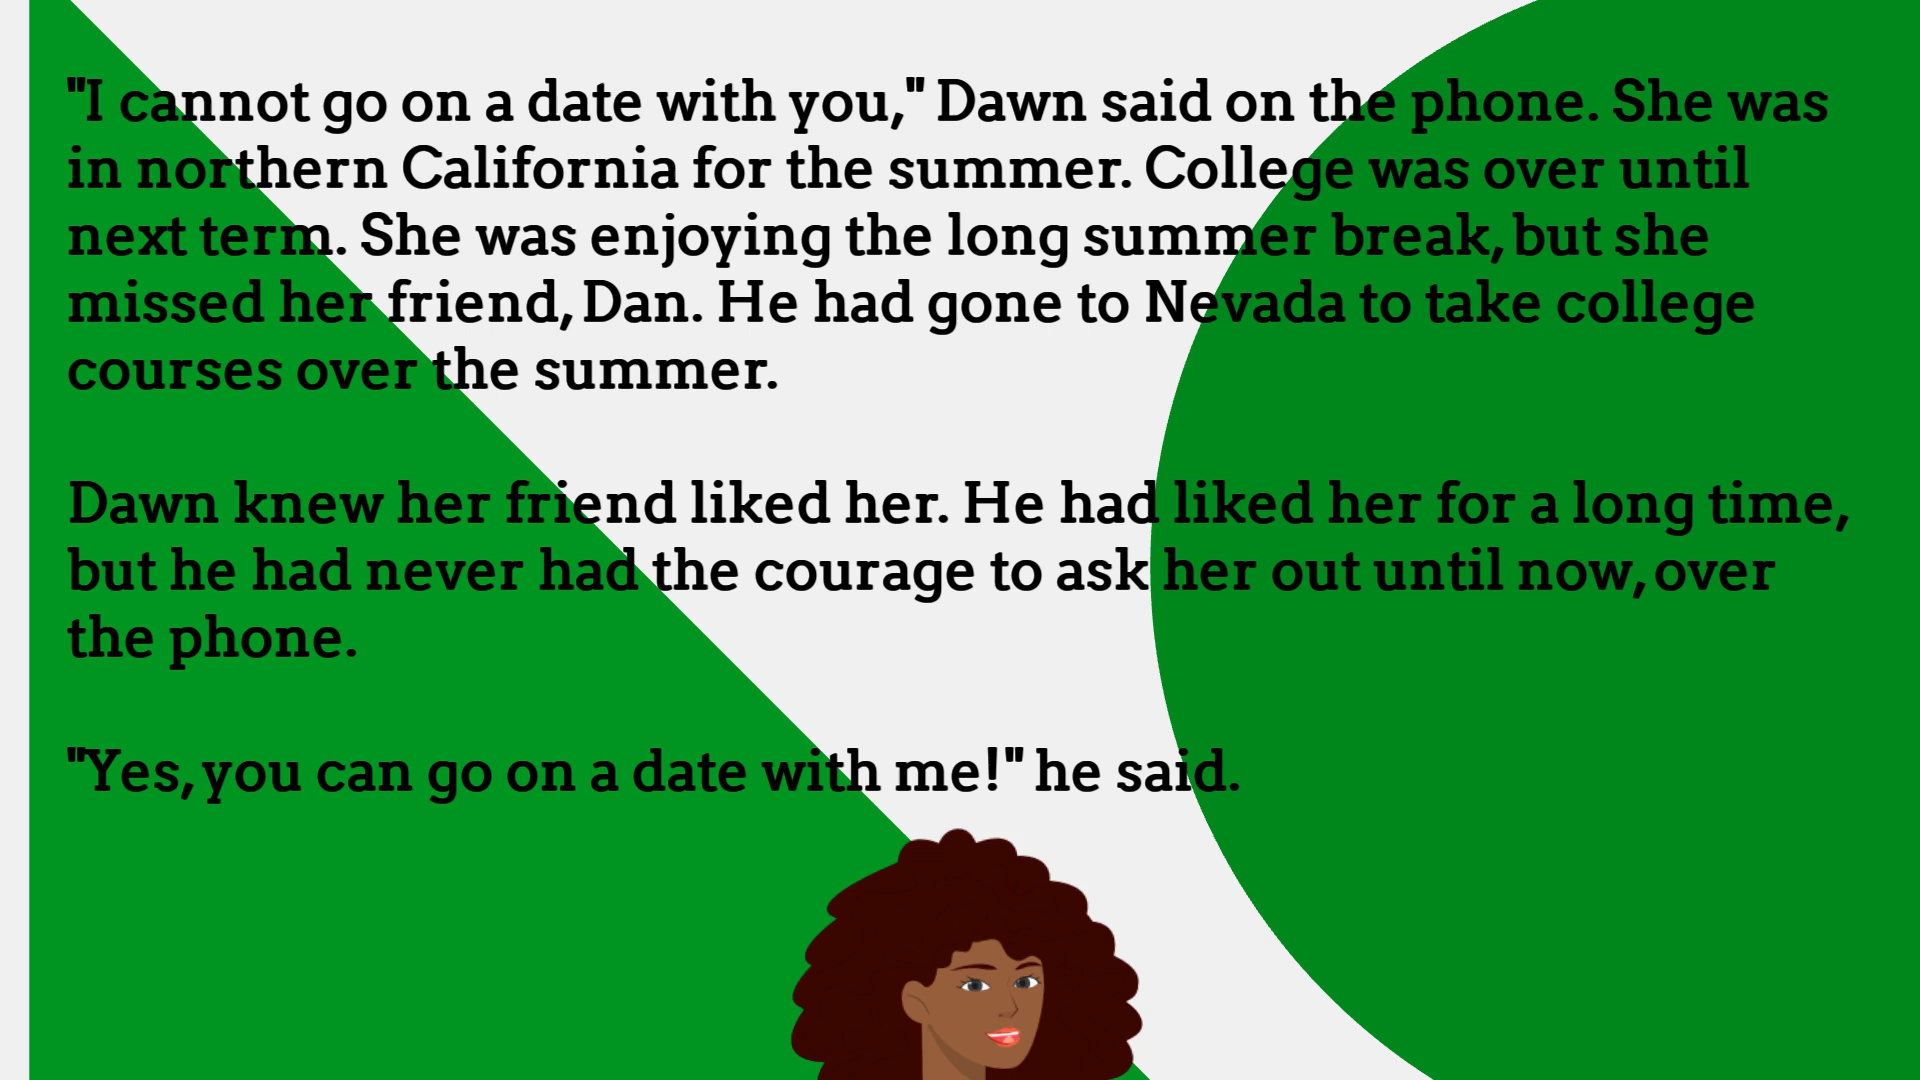 "I cannot go on a date with you," Dawn said on the phone. She was
in northern California for the summer. College was over until
next term. She was enjoying the long summer break, but she
missed her friend, Dan. He had gone to Nevada to take college
courses over the summer.
Dawn knew her friend liked her. He had liked her for a long time,
but he had never had the courage to ask her out until now, over
the phone.
"Yes, you can go on a date with me!" he said.